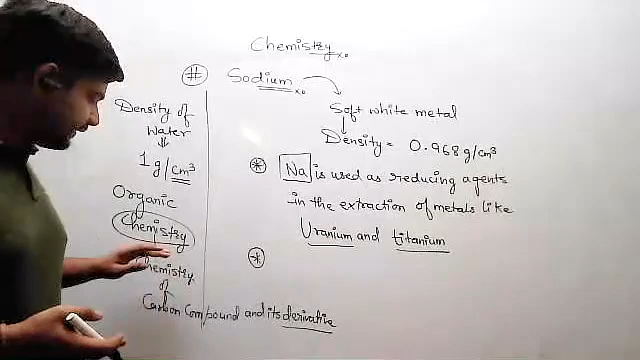 Chemistry
# Sodium
Soft white metal
Density = 0.968 g/cm³
* Na is used as reducing agents
in the extraction of metals like
Uranium and titanium
*
Density of
Water
1 g/cm³
Organic
Chemistry
Chemistry
of
Carbon Compound and its derivative